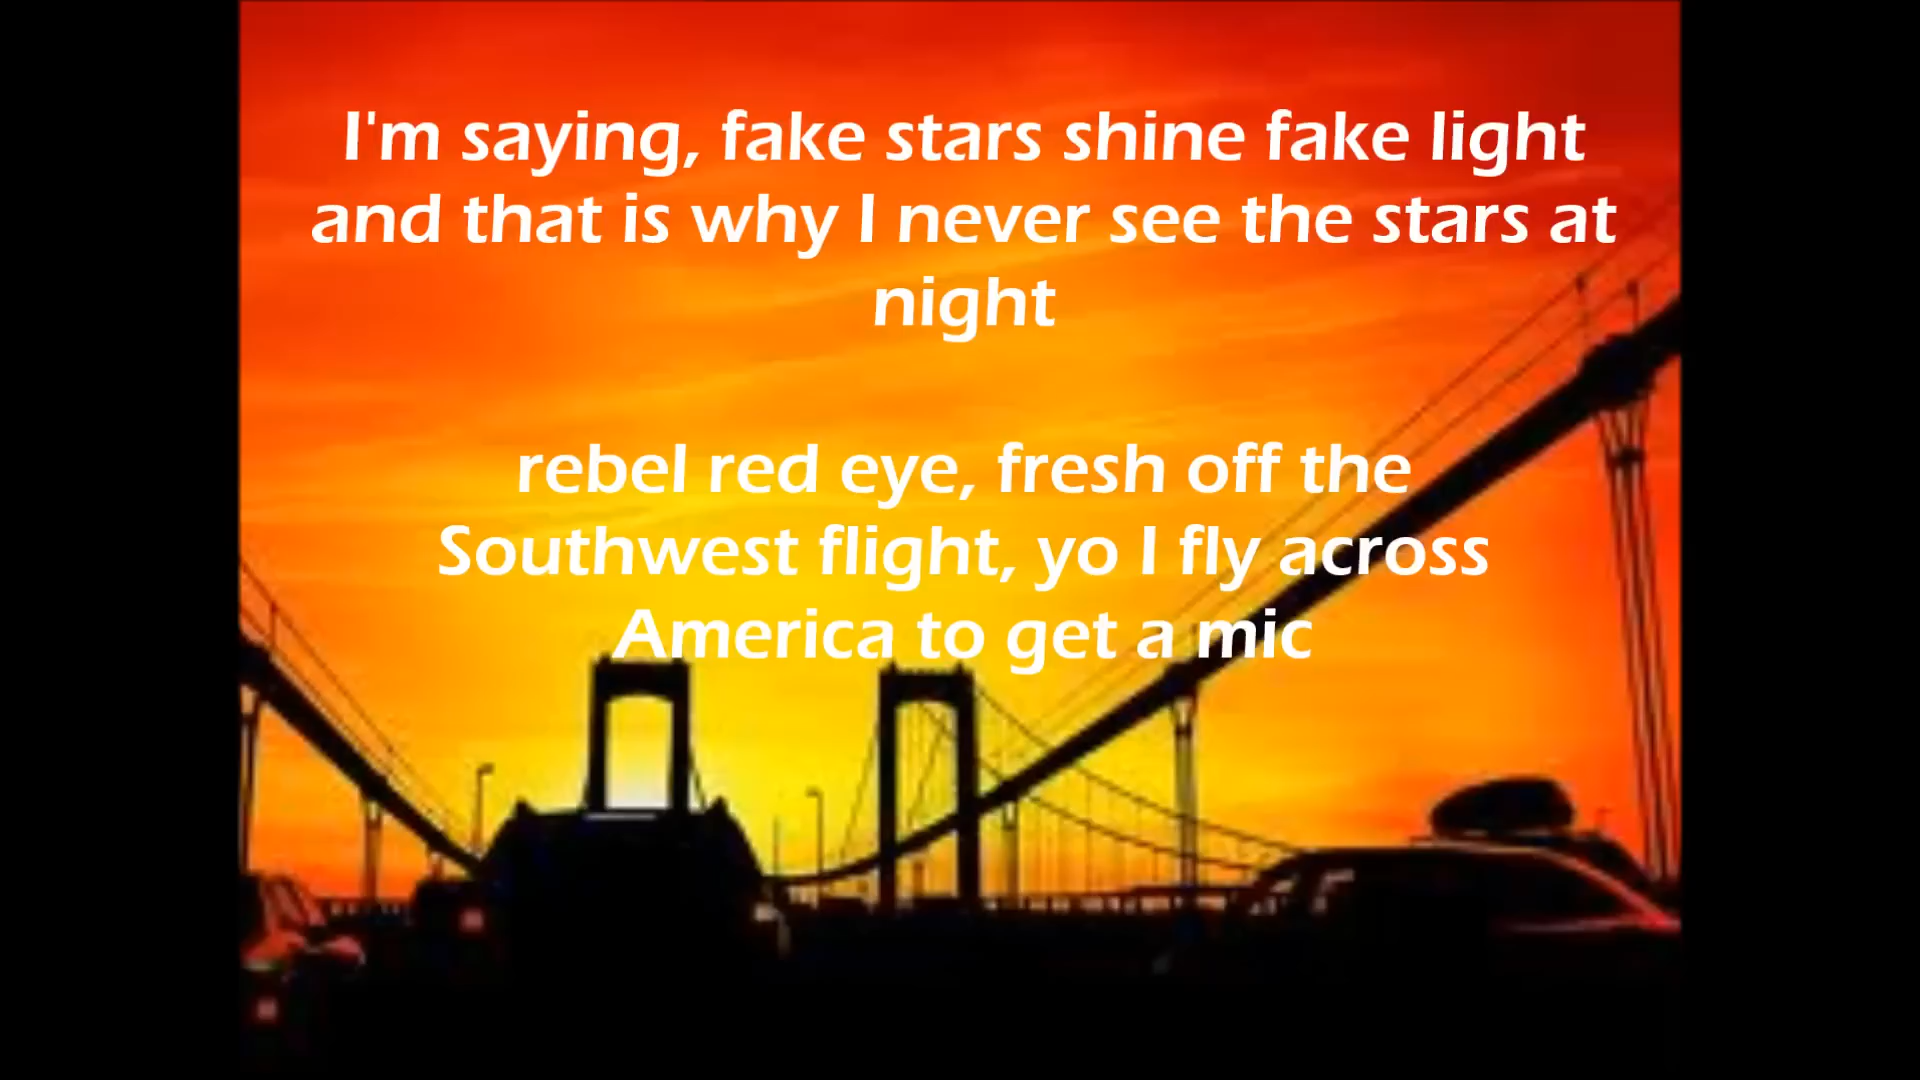 I'm saying, fake stars shine fake light
and that is why I never see the stars at
night
rebel red eye, fresh off the
Southwest flight, yo I fly across
America to get a mic